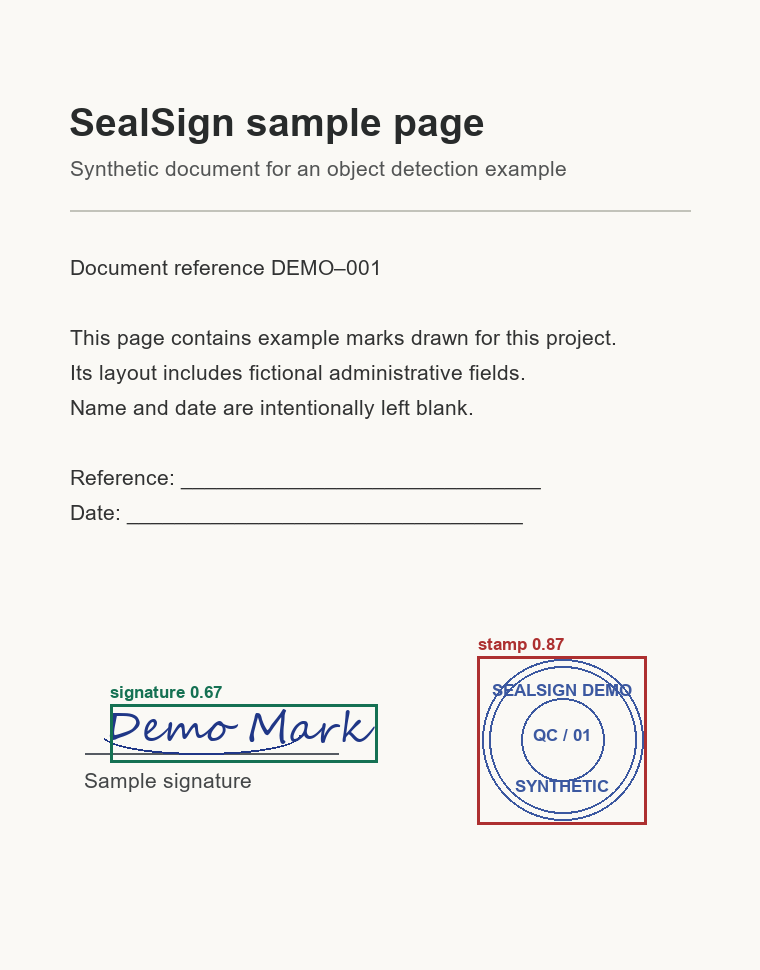 SealSign sample page
Synthetic document for an object detection example
Document reference DEMO–001
This page contains example marks drawn for this project.
Its layout includes fictional administrative fields.
Name and date are intentionally left blank.
Reference: ______________________________
Date: _________________________________
signature 0.67
Demo Mark
Sample signature
stamp 0.87
SEALSIGN DEMO
QC / 01
SYNTHETIC